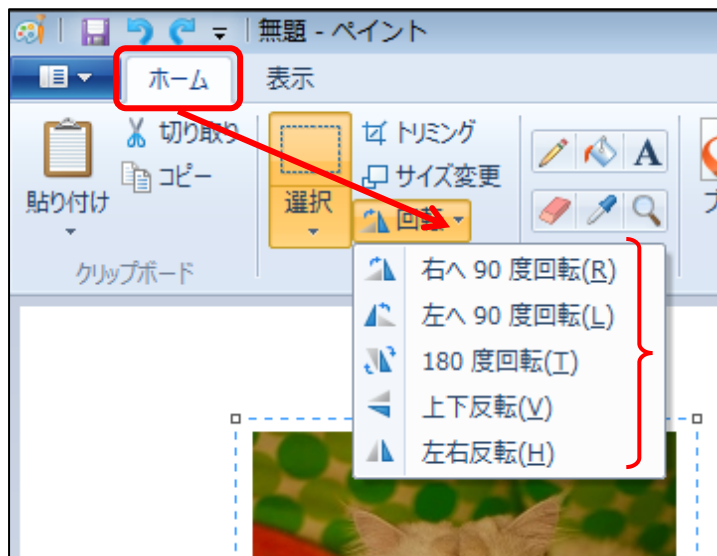 無題 - ペイント
ホーム
表示
切り取り
コピー
貼り付け
クリップボード
選択
トリミング
サイズ変更
回転
A
右へ 90 度回転(R)
左へ 90 度回転(L)
180 度回転(T)
上下反転(V)
左右反転(H)